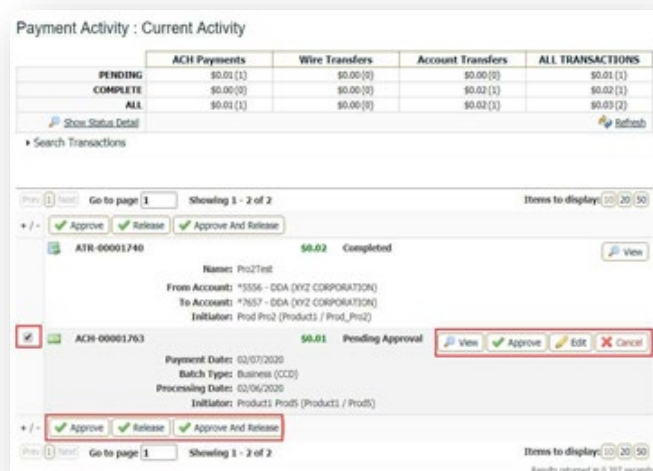 Payment Activity : Current Activity
ACH Payments Wire Transfers Account Transfers ALL TRANSACTIONS
PENDING $0.01 (1) $0.00 (0) $0.00 (0) $0.01 (1)
COMPLETE $0.00 (0) $0.00 (0) $0.02 (1) $0.02 (1)
ALL $0.01 (1) $0.00 (0) $0.02 (1) $0.03 (2)
Show Status Detail Refresh
Search Transactions
Prev 1 Next Go to page 1 Showing 1 - 2 of 2 Items to display: 10 20 50
+ / - Approve Release Approve And Release
ATR-00001740 $0.02 Completed View
Name: Pro2Test
From Account: *5556 - DDA (XYZ CORPORATION)
To Account: *7657 - DDA (XYZ CORPORATION)
Initiator: Prod Pro2 (Product1 / Prod_Pro2)
ACH-00001763 $0.01 Pending Approval View Approve Edit Cancel
Payment Date: 02/07/2020
Batch Type: Business (CCD)
Processing Date: 02/06/2020
Initiator: Product1 Prod5 (Product1 / Prod5)
+ / - Approve Release Approve And Release
Prev 1 Next Go to page 1 Showing 1 - 2 of 2 Items to display: 10 20 50
Results returned in 0.207 seconds